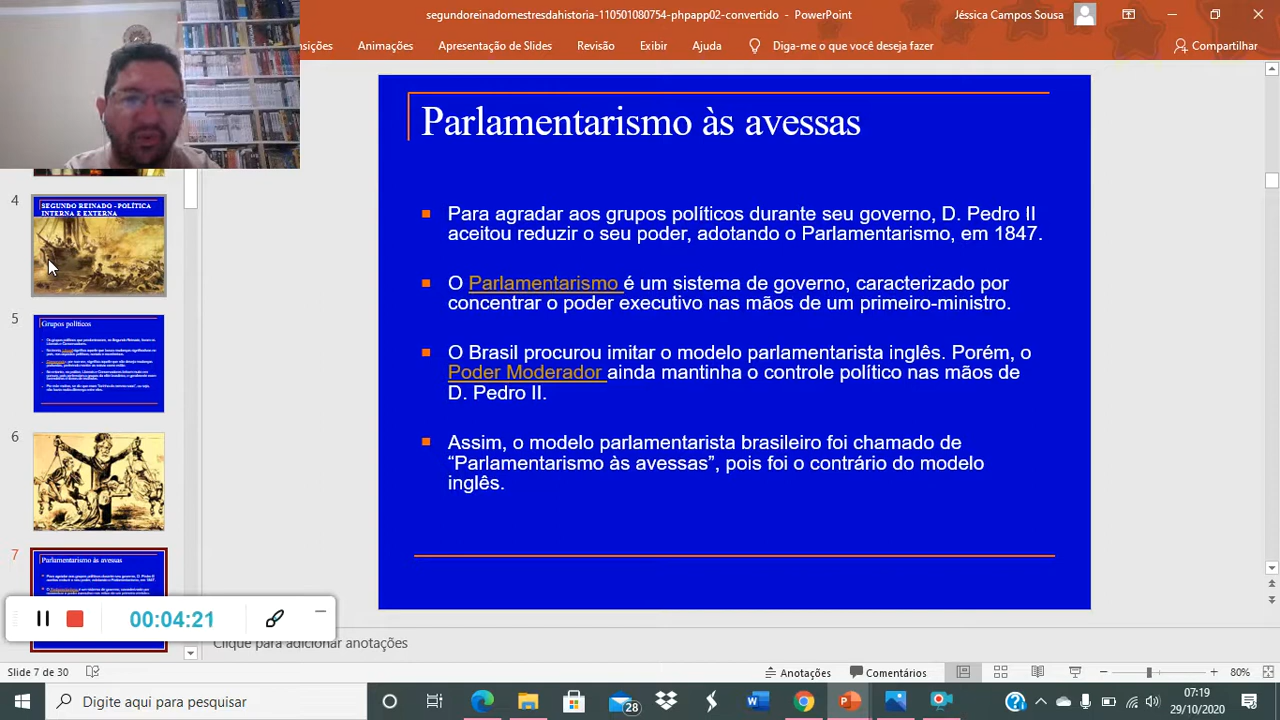 segundoreinadomestresdahistoria-110501080754-phpapp02-convertido - PowerPoint
Jéssica Campos Sousa
sições Animações Apresentação de Slides Revisão Exibir Ajuda Diga-me o que você deseja fazer Compartilhar
4
SEGUNDO REINADO - POLÍTICA
INTERNA E EXTERNA
5
Grupos políticos
6
7
Parlamentarismo às avessas
Parlamentarismo às avessas
Para agradar aos grupos políticos durante seu governo, D. Pedro II
aceitou reduzir o seu poder, adotando o Parlamentarismo, em 1847.
O Parlamentarismo é um sistema de governo, caracterizado por
concentrar o poder executivo nas mãos de um primeiro-ministro.
O Brasil procurou imitar o modelo parlamentarista inglês. Porém, o
Poder Moderador ainda mantinha o controle político nas mãos de
D. Pedro II.
Assim, o modelo parlamentarista brasileiro foi chamado de
“Parlamentarismo às avessas”, pois foi o contrário do modelo
inglês.
00:04:21
Clique para adicionar anotações
Slide 7 de 30
Anotações Comentários 80%
Digite aqui para pesquisar
28
07:19
29/10/2020